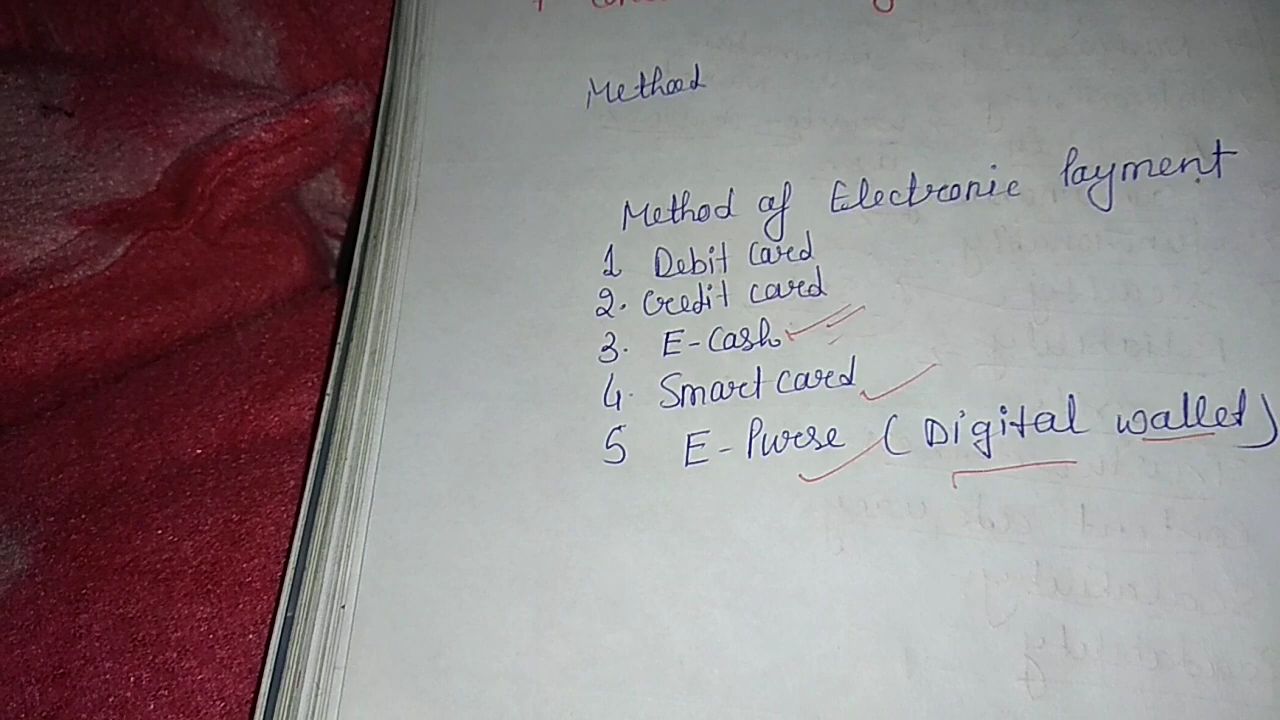 Method
Method of Electronic Payment
1 Debit card
2. Credit card
3. E-Cash
4. Smart card
5 E-Purse (Digital wallet)